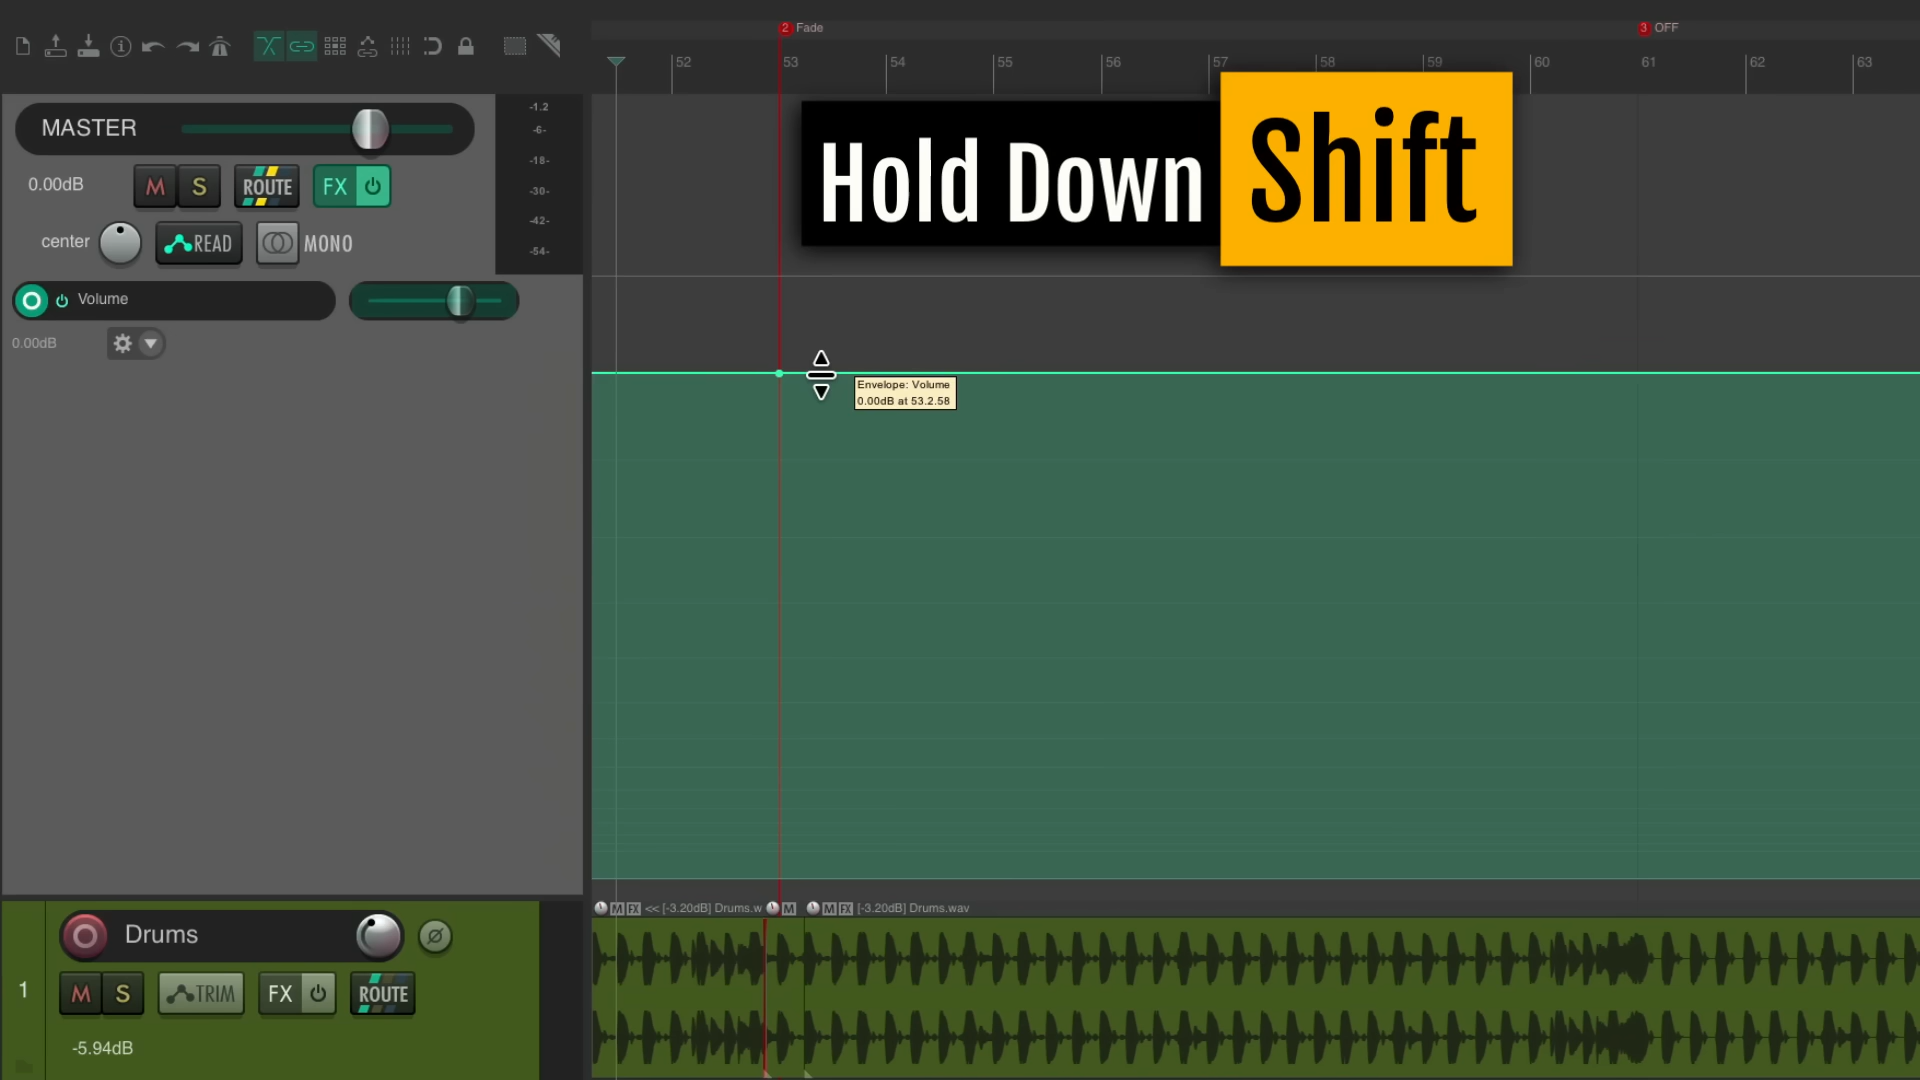 2 Fade
3 OFF
52 53 54 55 56 57 58 59 60 61 62 63
Hold Down Shift
MASTER
-1.2
-6-
-18-
-30-
-42-
-54-
0.00dB
M S ROUTE FX
center READ MONO
Volume
0.00dB
Envelope: Volume
0.00dB at 53.2.58
M FX << [-3.20dB] Drums.w M M FX [-3.20dB] Drums.wav
Drums
1
M S TRIM FX ROUTE
-5.94dB